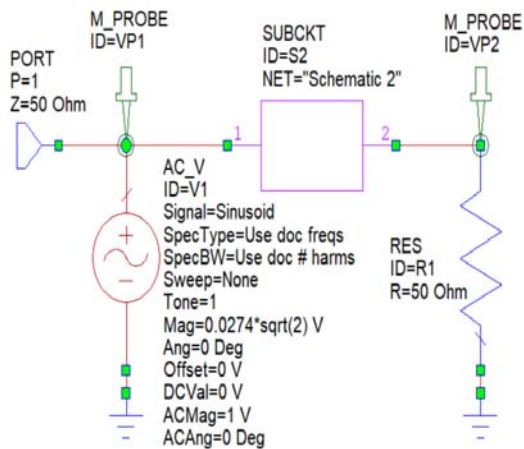 M_PROBE
ID=VP1
PORT
P=1
Z=50 Ohm
SUBCKT
ID=S2
NET="Schematic 2"
M_PROBE
ID=VP2
1
2
AC_V
ID=V1
Signal=Sinusoid
SpecType=Use doc freqs
SpecBW=Use doc # harms
Sweep=None
Tone=1
Mag=0.0274*sqrt(2) V
Ang=0 Deg
Offset=0 V
DCVal=0 V
ACMag=1 V
ACAng=0 Deg
RES
ID=R1
R=50 Ohm